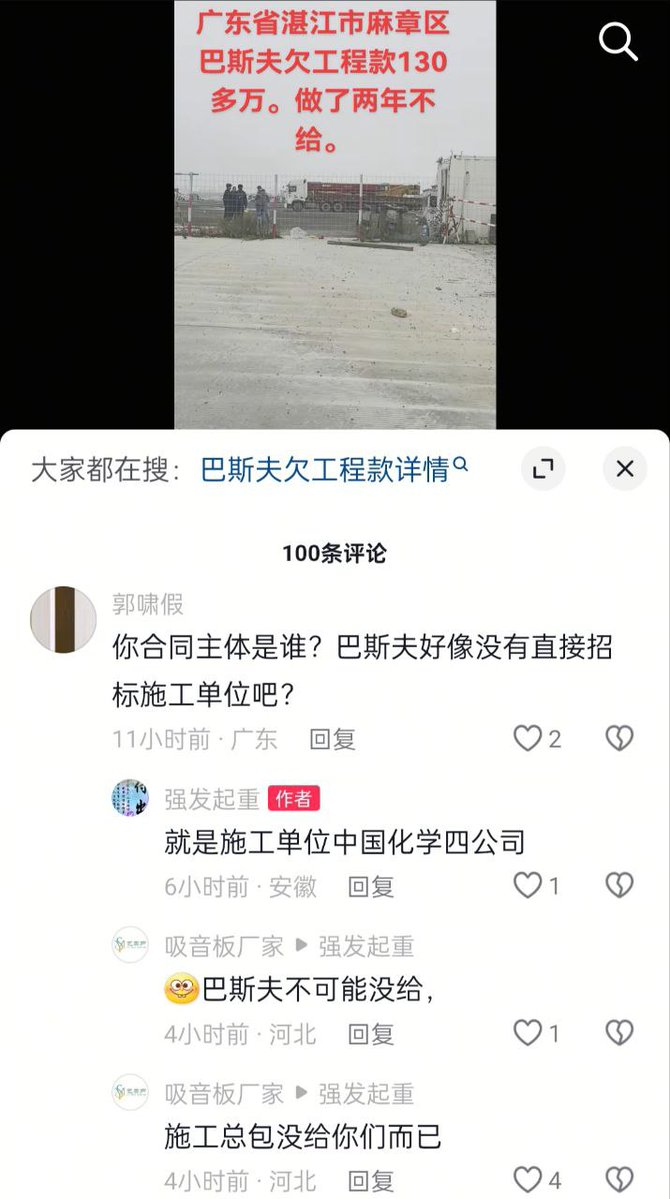 广东省湛江市麻章区
巴斯夫欠工程款130
多万。做了两年不
给。
大家都在搜：巴斯夫欠工程款详情
100条评论
郭啸假
你合同主体是谁？巴斯夫好像没有直接招
标施工单位吧？
11小时前 · 广东 回复 2
强发起重 作者
就是施工单位中国化学四公司
6小时前 · 安徽 回复 1
吸音板厂家 ▶ 强发起重
巴斯夫不可能没给，
4小时前 · 河北 回复 1
吸音板厂家 ▶ 强发起重
施工总包没给你们而已
4小时前 · 河北 回复 4